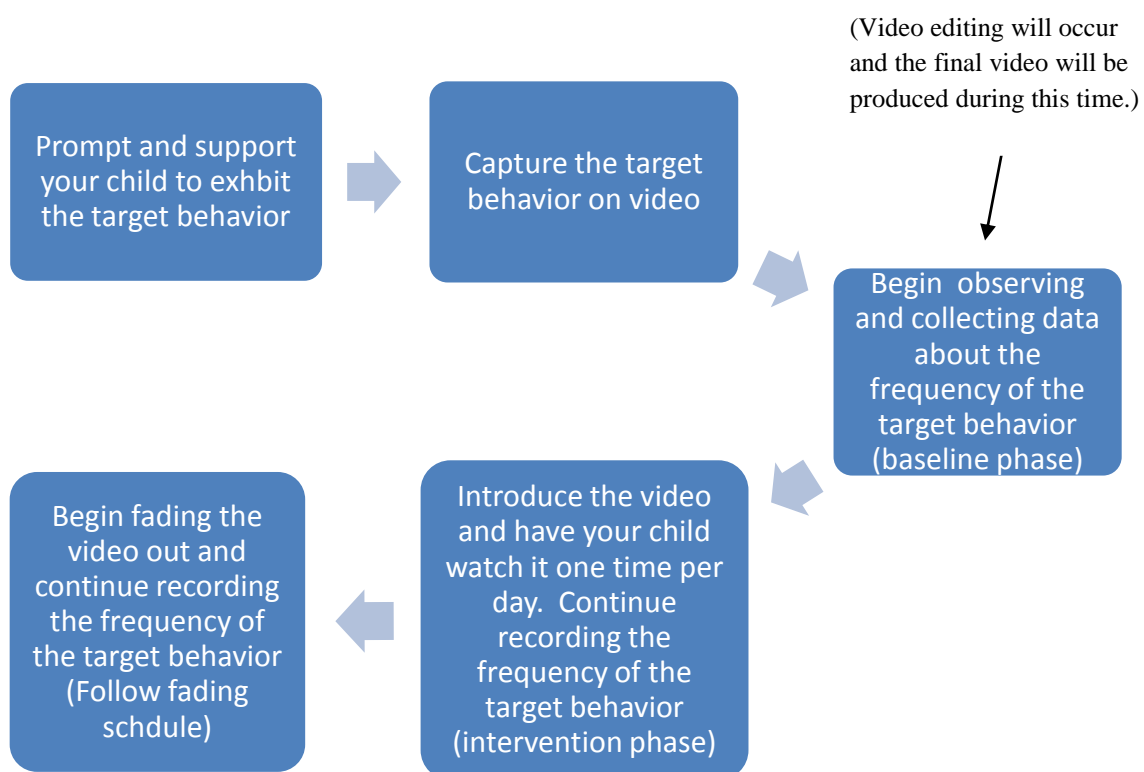 (Video editing will occur
and the final video will be
produced during this time.)
Prompt and support
your child to exhbit
the target behavior
Capture the target
behavior on video
Begin observing
and collecting data
about the
frequency of the
target behavior
(baseline phase)
Introduce the video
and have your child
watch it one time per
day. Continue
recording the
frequency of the
target behavior
(intervention phase)
Begin fading the
video out and
continue recording
the frequency of
the target behavior
(Follow fading
schdule)